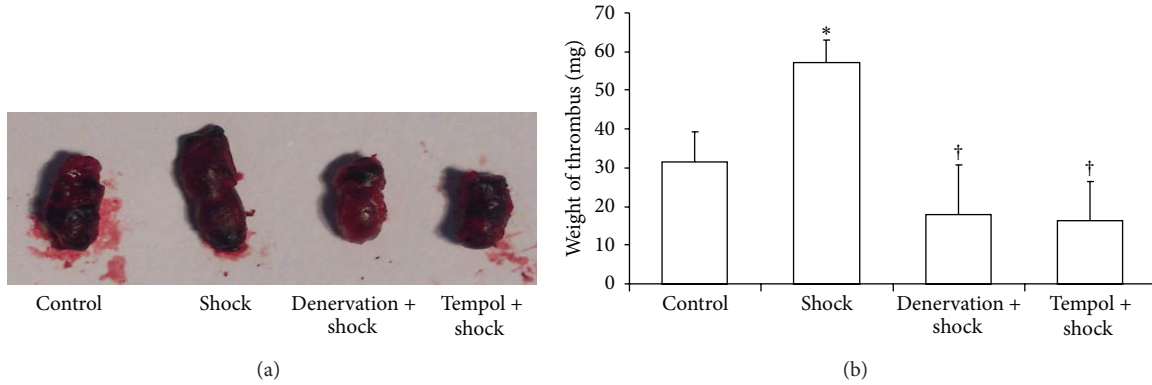 Control
Shock
Denervation +
shock
Tempol +
shock
(a)
Weight of thrombus (mg)
70
60
50
40
30
20
10
0
*
†
†
Control
Shock
Denervation +
shock
Tempol +
shock
(b)